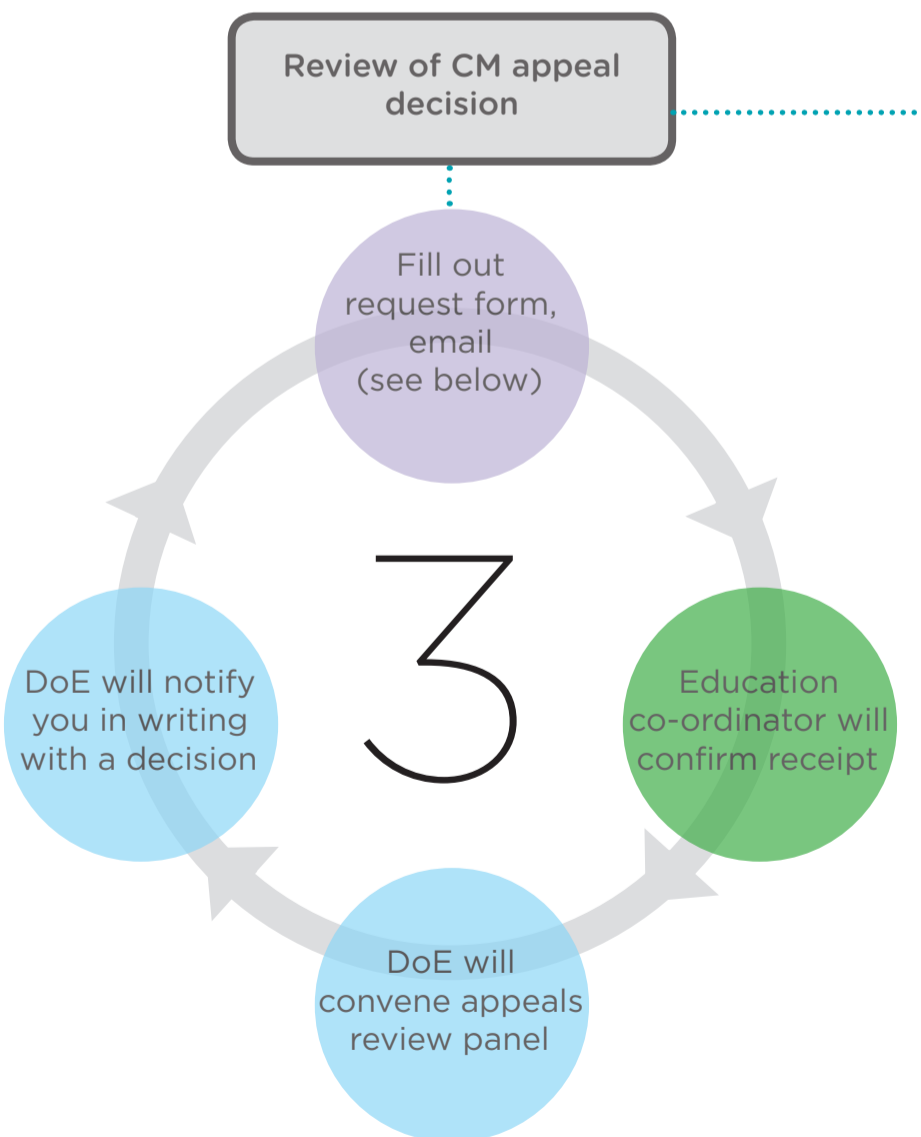 Review of CM appeal
decision
Fill out
request form,
email
(see below)
3
Education
co-ordinator will
confirm receipt
DoE will
convene appeals
review panel
DoE will notify
you in writing
with a decision